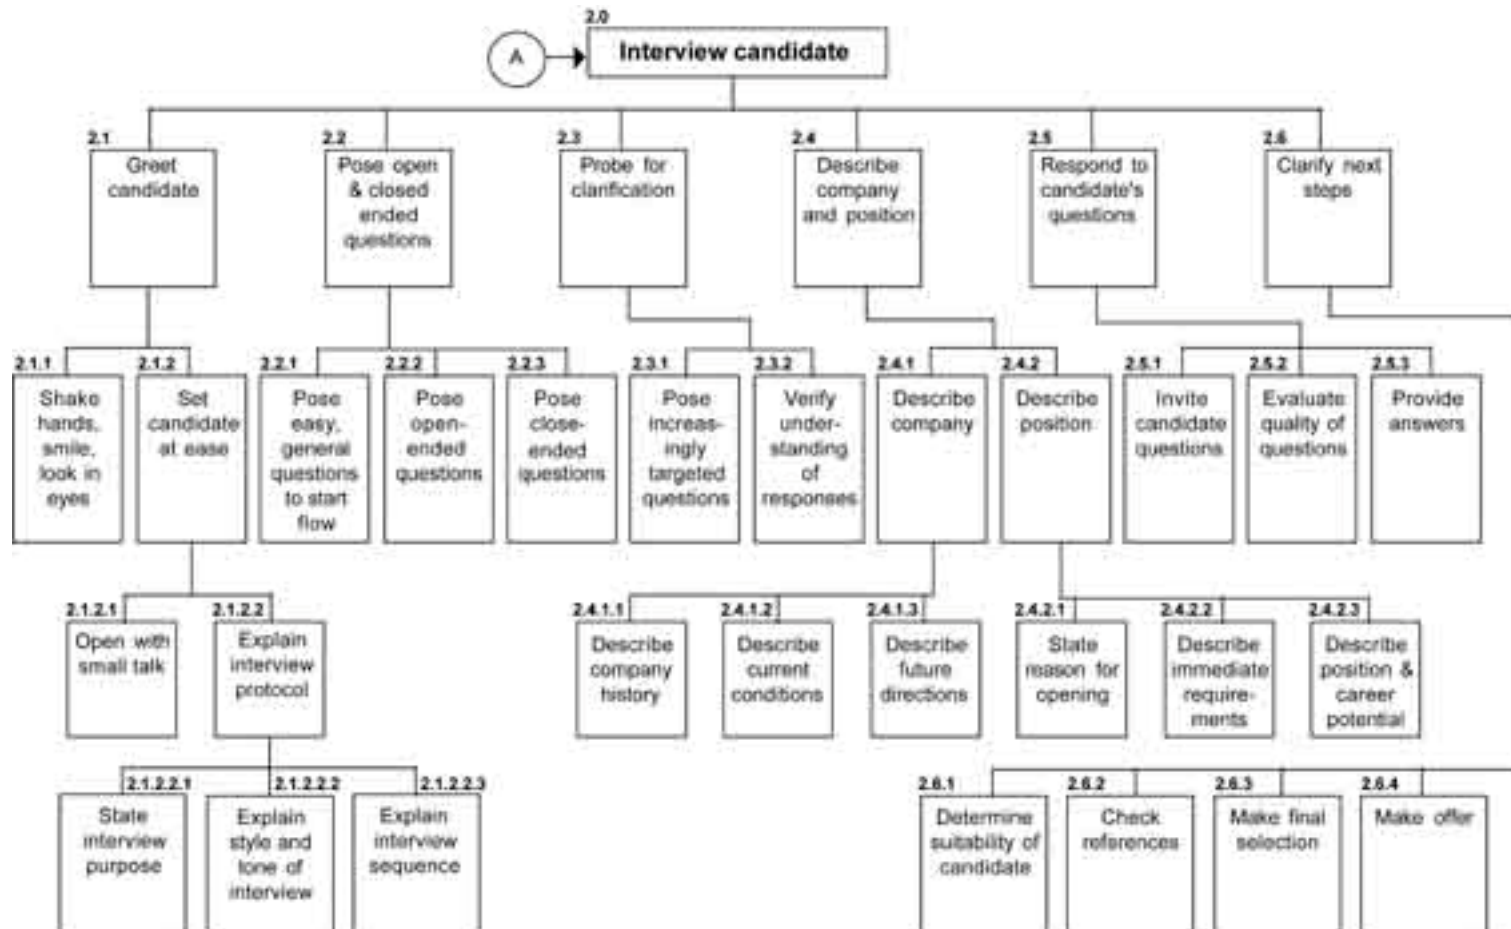 2.0
A
Interview candidate
2.1
Greet
candidate
2.2
Pose open
& closed
ended
questions
2.3
Probe for
clarification
2.4
Describe
company
and position
2.5
Respond to
candidate's
questions
2.6
Clarify next
steps
2.1.1
Shake
hands,
smile,
look in
eyes
2.1.2
Set
candidate
at ease
2.2.1
Pose
easy,
general
questions
to start
flow
2.2.2
Pose
open-
ended
questions
2.2.3
Pose
close-
ended
questions
2.3.1
Pose
increas-
ingly
targeted
questions
2.3.2
Verify
under-
standing
of
responses
2.4.1
Describe
company
2.4.2
Describe
position
2.5.1
Invite
candidate
questions
2.5.2
Evaluate
quality of
questions
2.5.3
Provide
answers
2.1.2.1
Open with
small talk
2.1.2.2
Explain
interview
protocol
2.4.1.1
Describe
company
history
2.4.1.2
Describe
current
conditions
2.4.1.3
Describe
future
directions
2.4.2.1
State
reason for
opening
2.4.2.2
Describe
immediate
require-
ments
2.4.2.3
Describe
position &
career
potential
2.1.2.2.1
State
interview
purpose
2.1.2.2.2
Explain
style and
tone of
interview
2.1.2.2.3
Explain
interview
sequence
2.6.1
Determine
suitability of
candidate
2.6.2
Check
references
2.6.3
Make final
selection
2.6.4
Make offer